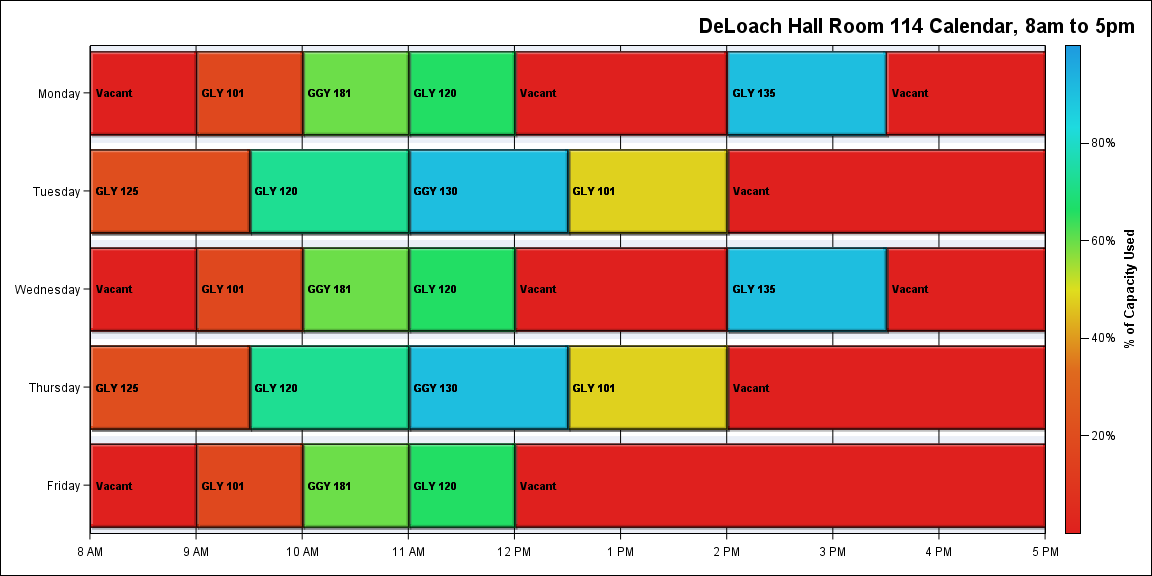 DeLoach Hall Room 114 Calendar, 8am to 5pm
Monday
Vacant
GLY 101
GGY 181
GLY 120
Vacant
GLY 135
Vacant
Tuesday
GLY 125
GLY 120
GGY 130
GLY 101
Vacant
Wednesday
Vacant
GLY 101
GGY 181
GLY 120
Vacant
GLY 135
Vacant
Thursday
GLY 125
GLY 120
GGY 130
GLY 101
Vacant
Friday
Vacant
GLY 101
GGY 181
GLY 120
Vacant
8 AM
9 AM
10 AM
11 AM
12 PM
1 PM
2 PM
3 PM
4 PM
5 PM
80%
60%
40%
20%
% of Capacity Used